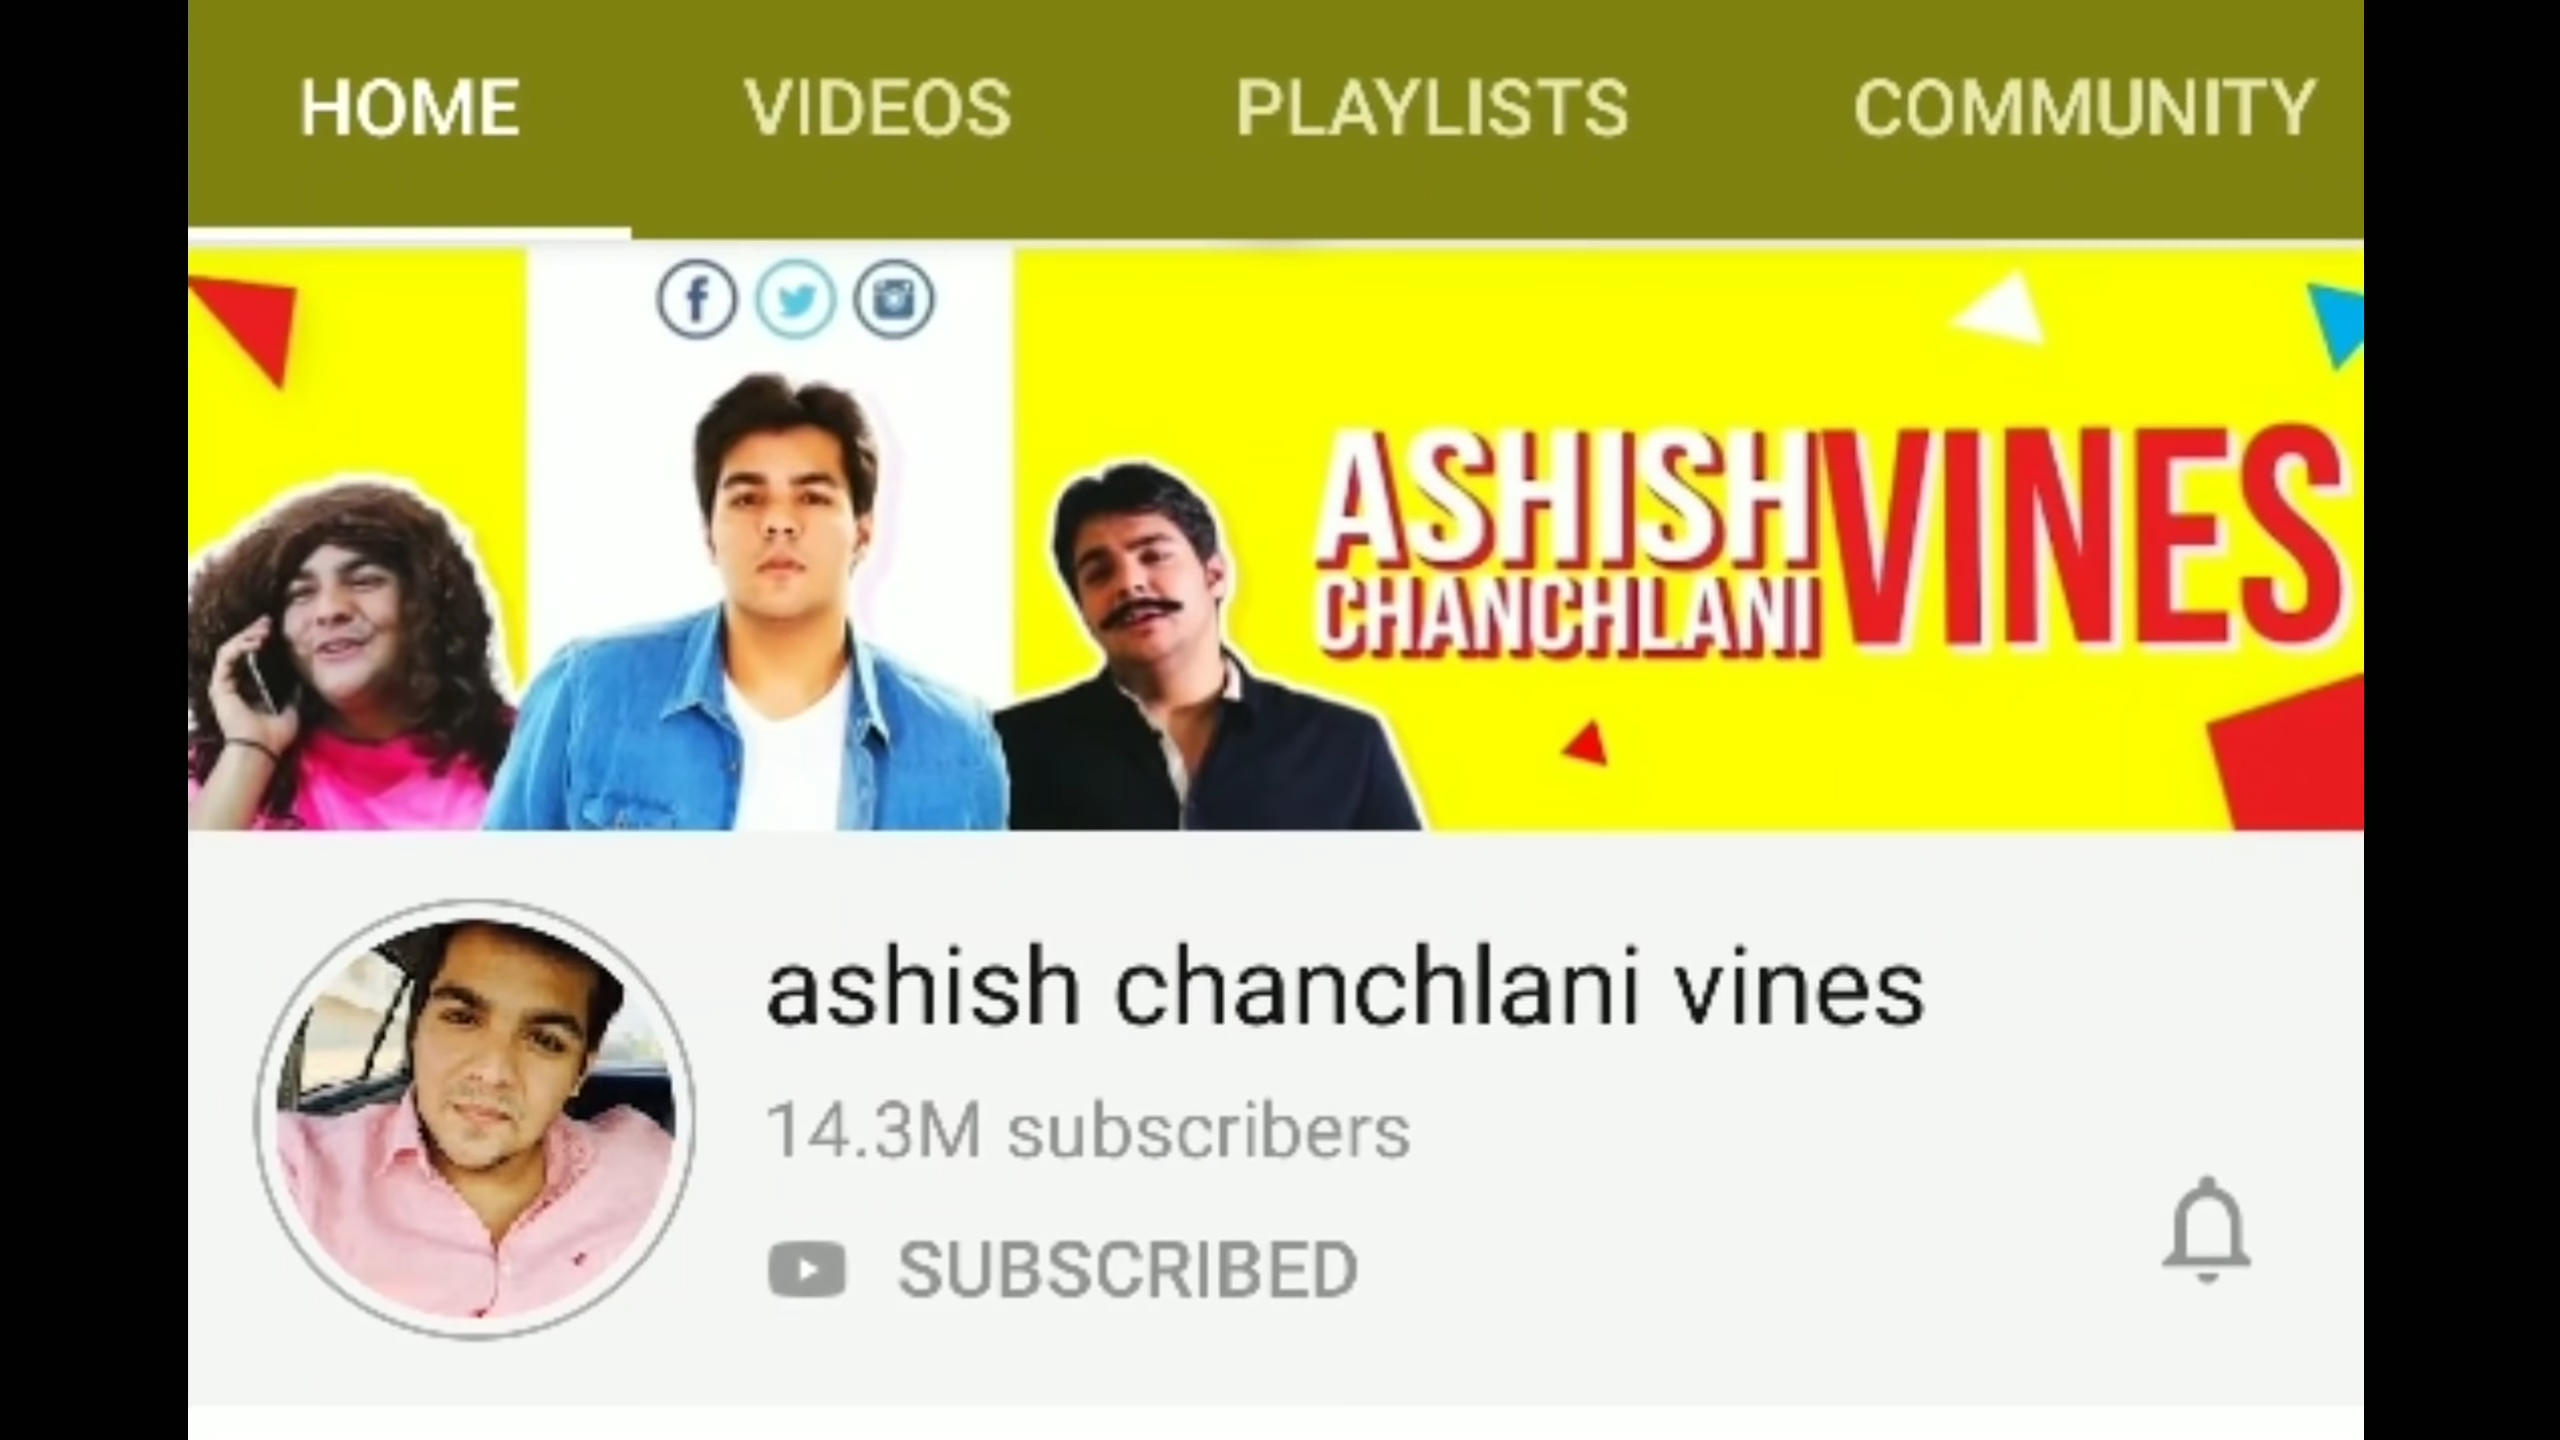 HOME VIDEOS PLAYLISTS COMMUNITY
ASHISH
CHANCHLANI
VINES
ashish chanchlani vines
14.3M subscribers
SUBSCRIBED